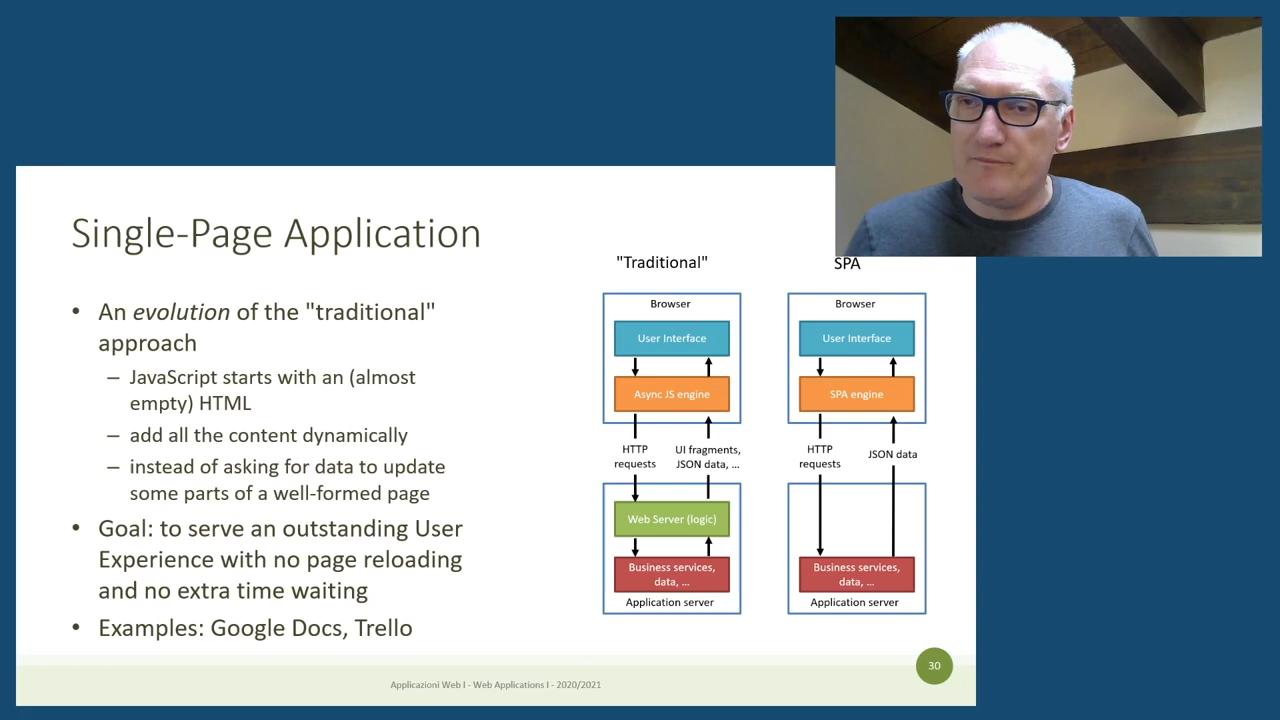 Single-Page Application
• An evolution of the "traditional"
approach
– JavaScript starts with an (almost
empty) HTML
– add all the content dynamically
– instead of asking for data to update
some parts of a well-formed page
• Goal: to serve an outstanding User
Experience with no page reloading
and no extra time waiting
• Examples: Google Docs, Trello
"Traditional"
Browser
User Interface
Async JS engine
HTTP
requests
UI fragments,
JSON data, ...
Web Server (logic)
Business services,
data, ...
Application server
SPA
Browser
User Interface
SPA engine
HTTP
requests
JSON data
Business services,
data, ...
Application server
Applicazioni Web I - Web Applications I - 2020/2021
30